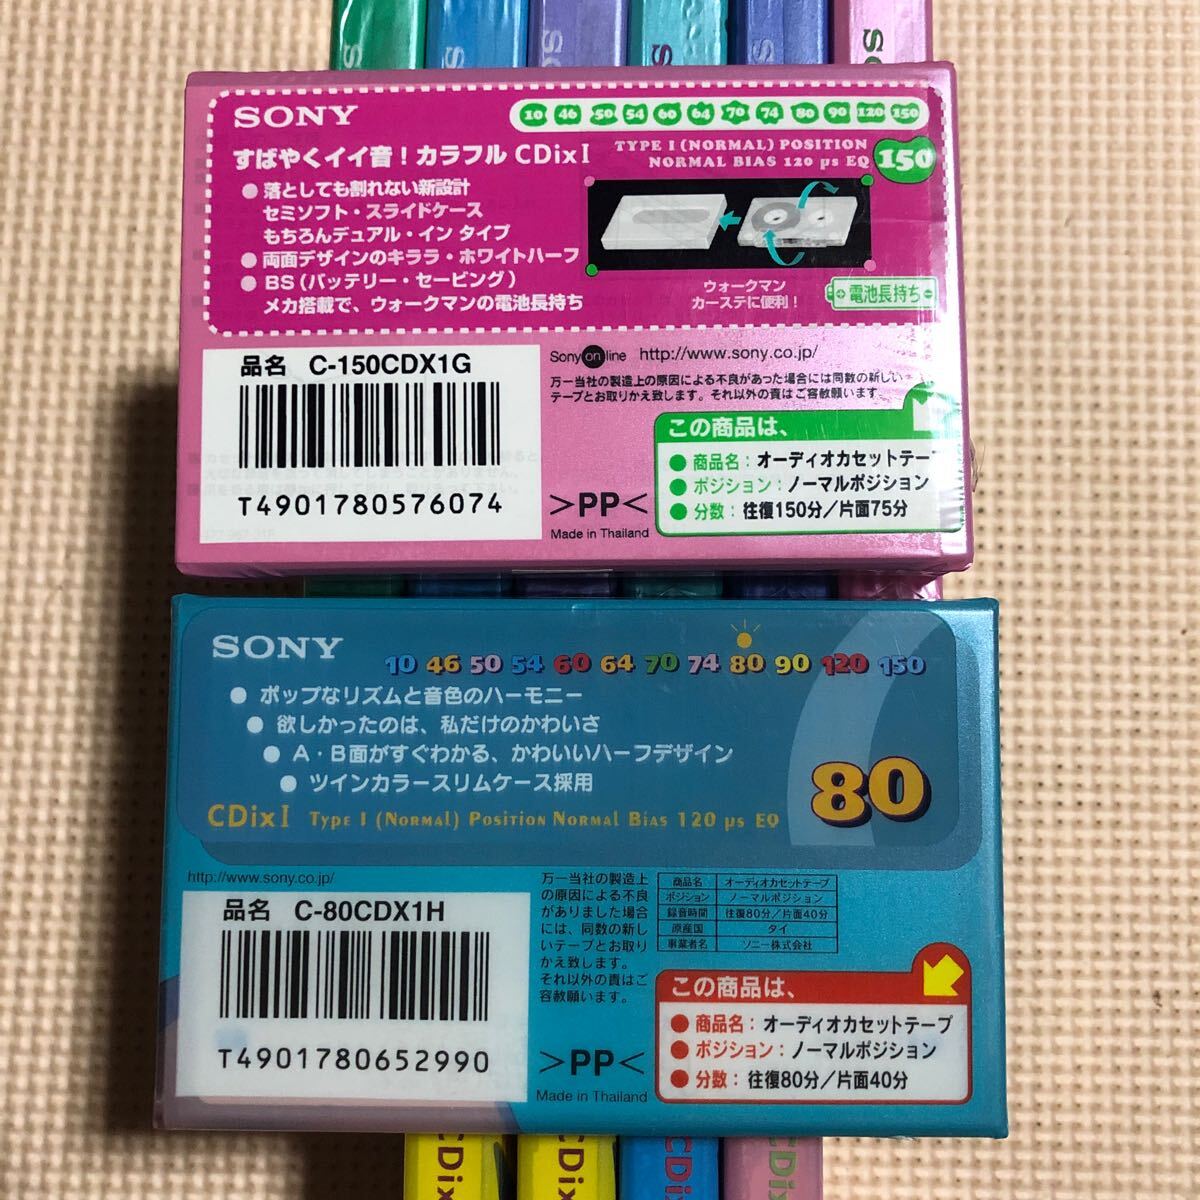 SONY
10 46 50 54 60 64 70 74 80 90 120 150
すばやくイイ音！カラフル CDixI
TYPE I (NORMAL) POSITION
NORMAL BIAS 120 μs EQ
150
● 落としても割れない新設計
セミソフト・スライドケース
もちろんデュアル・イン タイプ
● 両面デザインのキララ・ホワイトハーフ
● BS（バッテリー・セービング）
メカ搭載で、ウォークマンの電池長持ち
ウォークマン
カーステに便利！
電池長持ち
品名 C-150CDX1G
T4901780576074
Sony on line http://www.sony.co.jp/
万一当社の製造上の原因による不良があった場合には同数の新しい
テープとお取りかえ致します。それ以外の責はご容赦願います。
この商品は、
● 商品名：オーディオカセットテープ
● ポジション：ノーマルポジション
● 分数：往復150分／片面75分
>PP<
Made in Thailand
SONY
10 46 50 54 60 64 70 74 80 90 120 150
● ポップなリズムと音色のハーモニー
● 欲しかったのは、私だけのかわいさ
● A・B面がすぐわかる、かわいいハーフデザイン
● ツインカラースリムケース採用
80
CDixI TYPE I (NORMAL) POSITION NORMAL BIAS 120 μs EQ
http://www.sony.co.jp/
品名 C-80CDX1H
T4901780652990
万一当社の製造上
の原因による不良
がありました場合
には、同数の新し
いテープとお取り
かえ致します。
それ以外の責はご
容赦願います。
商品名 オーディオカセットテープ
ポジション ノーマルポジション
録音時間 往復80分／片面40分
原産国 タイ
事業者名 ソニー株式会社
この商品は、
● 商品名：オーディオカセットテープ
● ポジション：ノーマルポジション
● 分数：往復80分／片面40分
>PP<
Made in Thailand
CDix
CDix
CDix
CDix